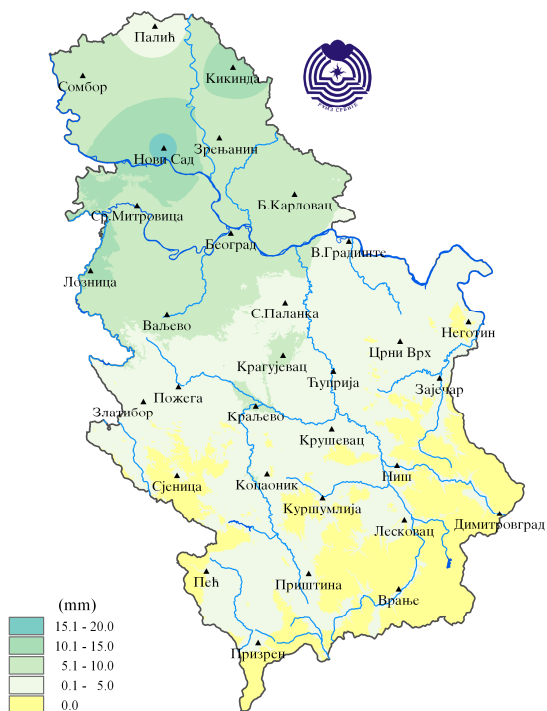 Палић
Кикинда
Сомбор
РХМЗ СРБИЈЕ
Нови Сад
Зрењанин
Б.Карловац
Ср.Митровица
Београд
В.Градиште
Лозница
С.Паланка
Ваљево
Неготин
Црни Врх
Крагујевац
Ћуприја
Зајечар
Пожега
Златибор
Краљево
Крушевац
Ниш
Сјеница
Копаоник
Куршумлија
Лесковац
Димитровград
Пећ
Приштина
Врање
(mm)
15.1 - 20.0
10.1 - 15.0
5.1 - 10.0
Призрен
0.1 - 5.0
0.0